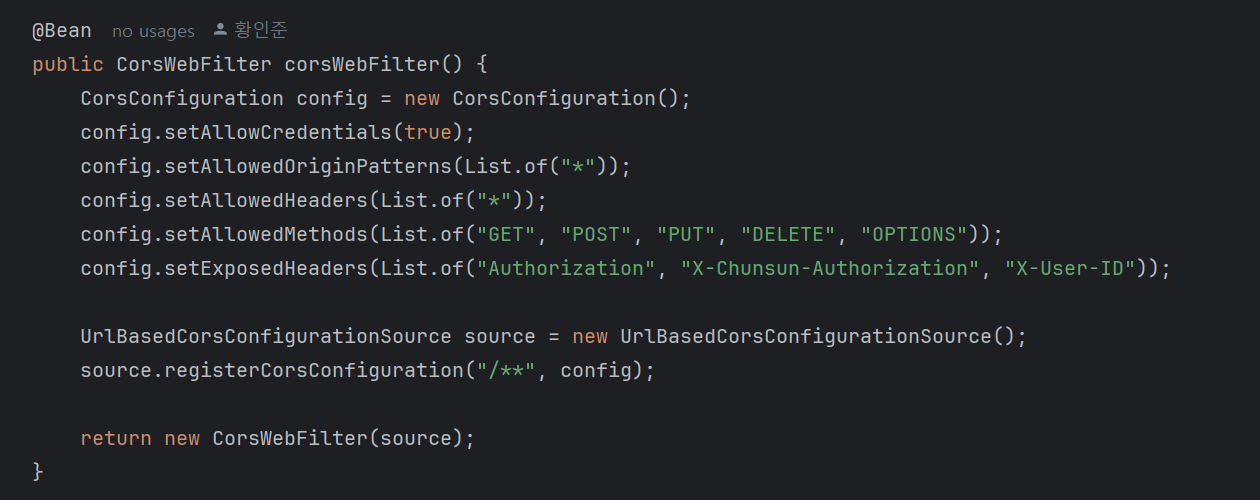 @Bean no usages 황인준
public CorsWebFilter corsWebFilter() {
    CorsConfiguration config = new CorsConfiguration();
    config.setAllowCredentials(true);
    config.setAllowedOriginPatterns(List.of("*"));
    config.setAllowedHeaders(List.of("*"));
    config.setAllowedMethods(List.of("GET", "POST", "PUT", "DELETE", "OPTIONS"));
    config.setExposedHeaders(List.of("Authorization", "X-Chunsun-Authorization", "X-User-ID"));
    UrlBasedCorsConfigurationSource source = new UrlBasedCorsConfigurationSource();
    source.registerCorsConfiguration("/**", config);
    return new CorsWebFilter(source);
}